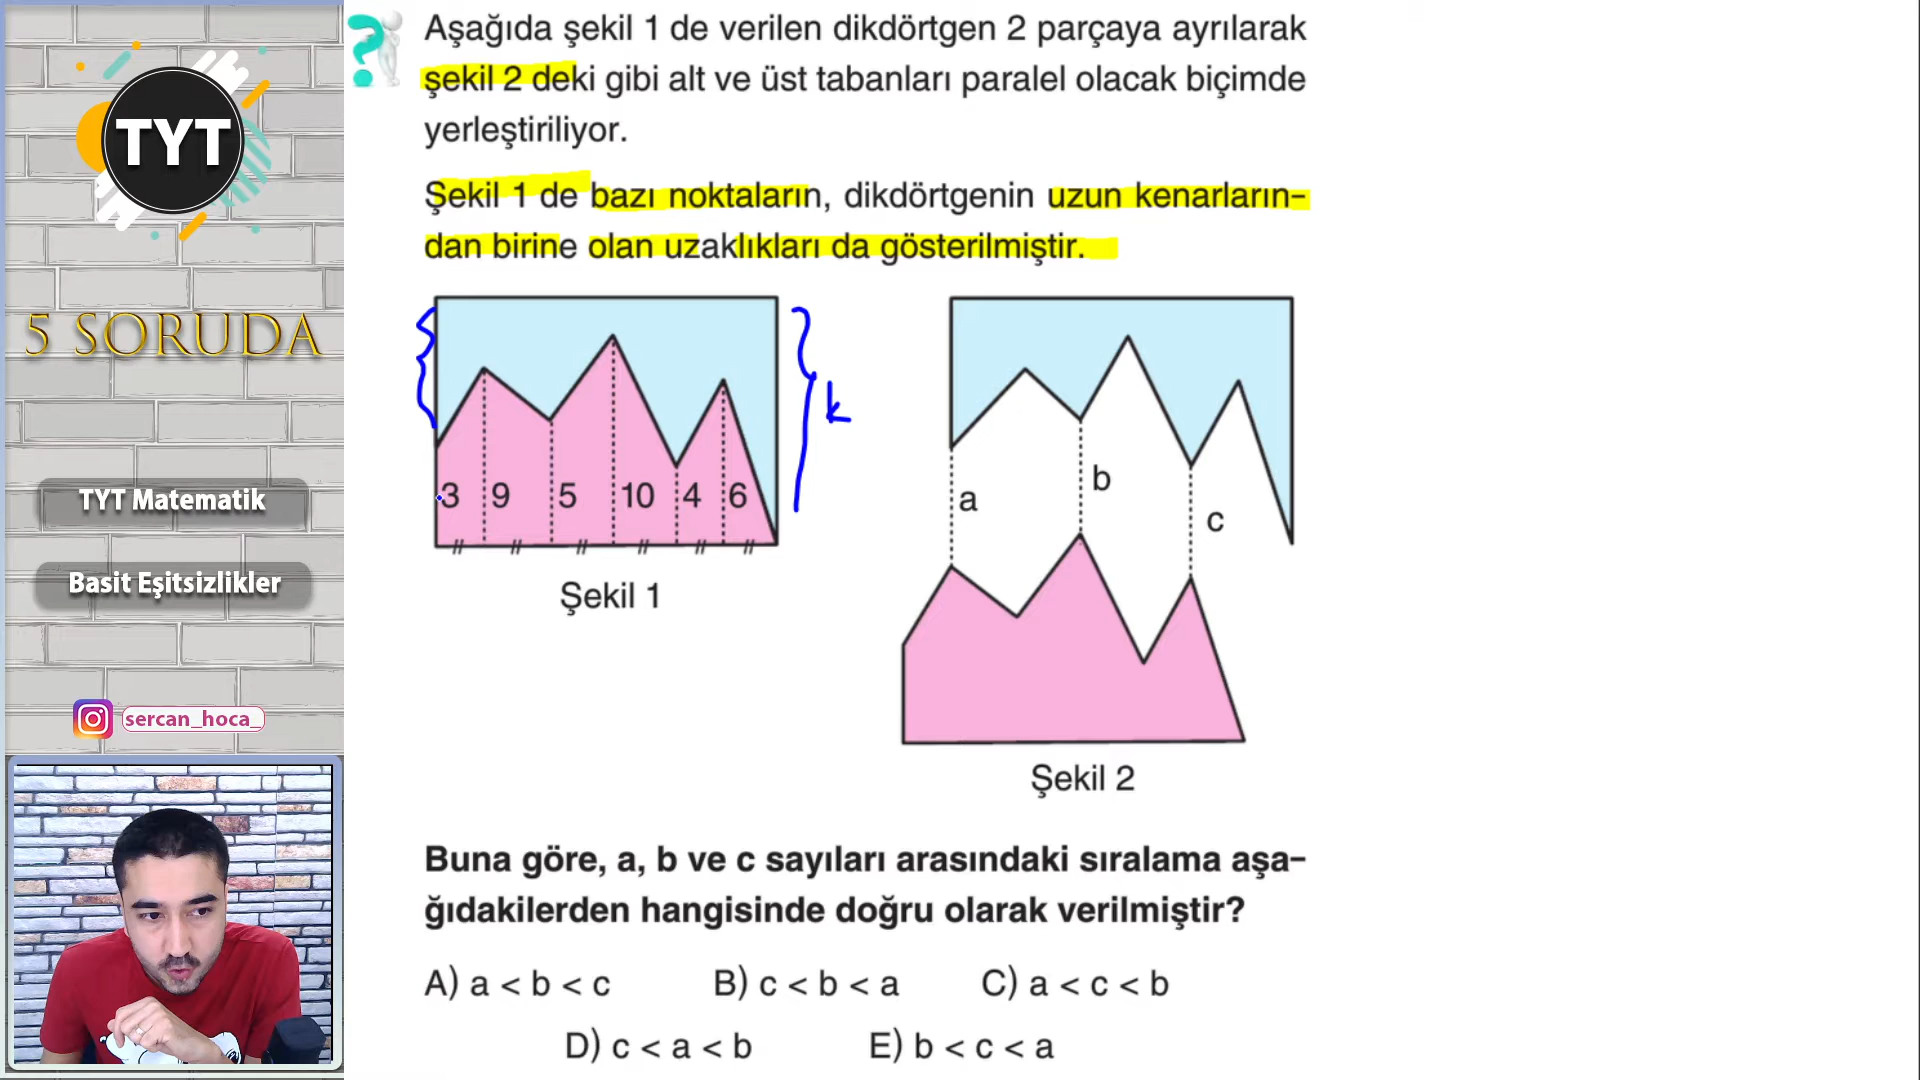 Aşağıda şekil 1 de verilen dikdörtgen 2 parçaya ayrılarak
şekil 2 deki gibi alt ve üst tabanları paralel olacak biçimde
yerleştiriliyor.
Şekil 1 de bazı noktaların, dikdörtgenin uzun kenarların-
dan birine olan uzaklıkları da gösterilmiştir.
TYT
5 SORUDA
TYT Matematik
Basit Eşitsizlikler
sercan_hoca_
k
3 9 5 10 4 6
Şekil 1
a
b
c
Şekil 2
Buna göre, a, b ve c sayıları arasındaki sıralama aşa-
ğıdakilerden hangisinde doğru olarak verilmiştir?
A) a < b < c B) c < b < a C) a < c < b
D) c < a < b E) b < c < a